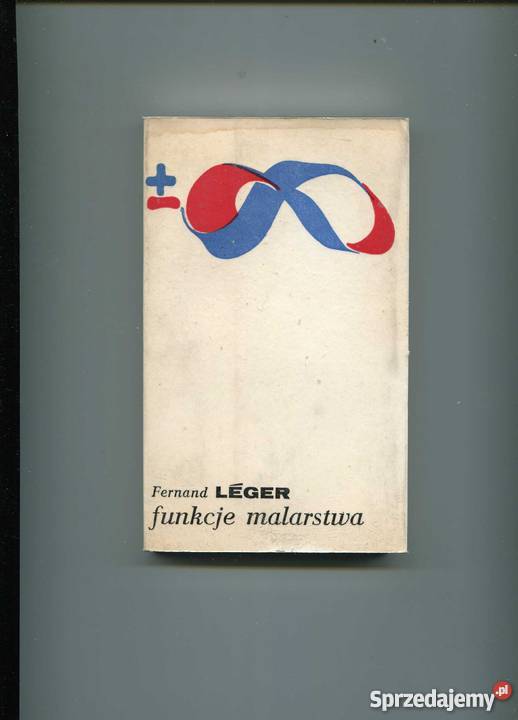 ±
Fernand LÉGER
funkcje malarstwa
Sprzedajemy.pl